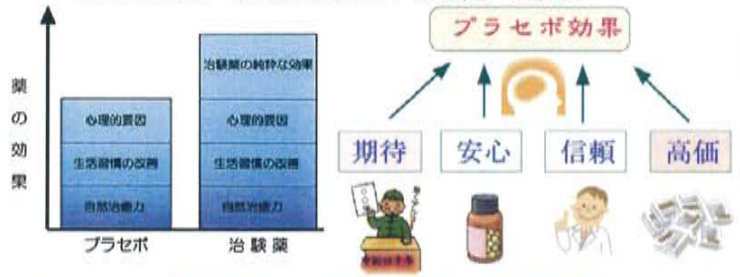 薬の効果
治験薬の純粋な効果
心理的要因
生活習慣の改善
自然治癒力
プラセボ
心理的要因
生活習慣の改善
自然治癒力
治験薬
プラセボ効果
期待
安心
信頼
高価